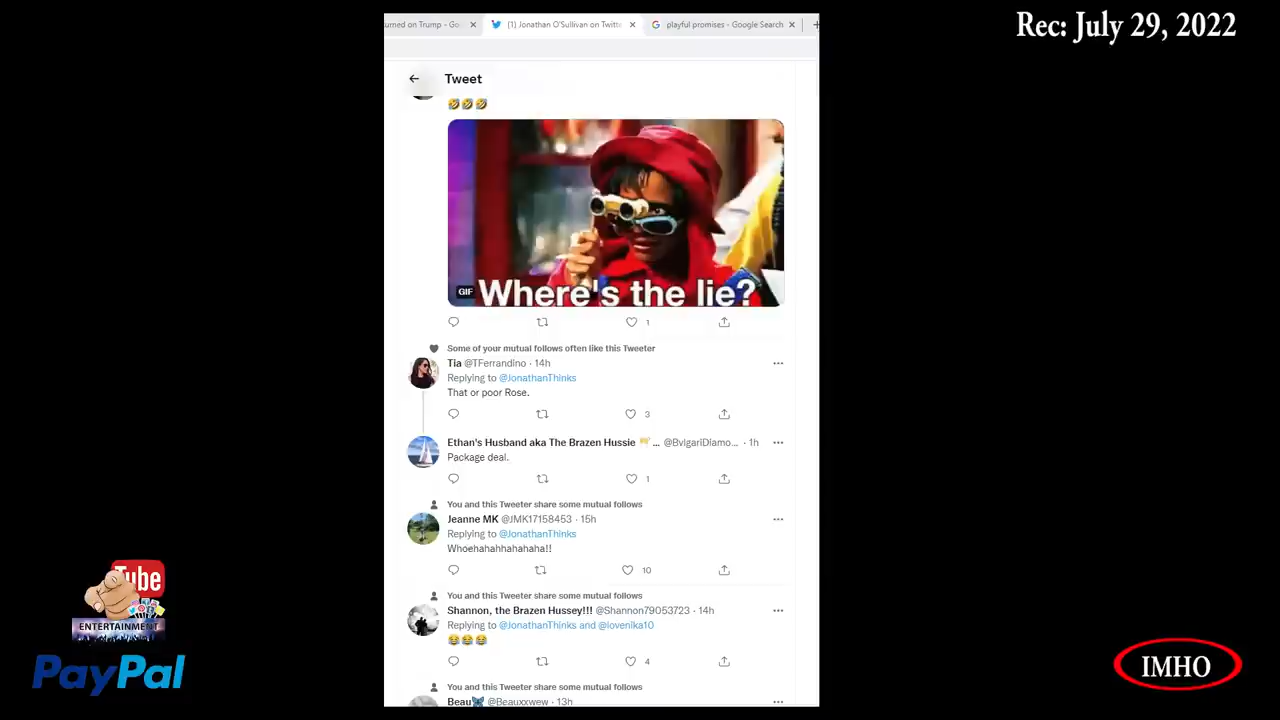 Rec: July 29, 2022
urned on Trump - Go
(1) Jonathan O'Sullivan on Twitte
playful promises - Google Search
Tweet
🤣🤣🤣
GIF
Where's the lie?
1
Some of your mutual follows often like this Tweeter
Tia @TFerrandino · 14h
Replying to @JonathanThinks
That or poor Rose.
3
Ethan's Husband aka The Brazen Hussie ... @BvlgariDiamo... · 1h
Package deal.
1
You and this Tweeter share some mutual follows
Jeanne MK @JMK17158453 · 15h
Replying to @JonathanThinks
Whoehahahhahahaha!!
10
You and this Tweeter share some mutual follows
Shannon, the Brazen Hussey!!! @Shannon79053723 · 14h
Replying to @JonathanThinks and @iovenika10
😂😂😂
4
You and this Tweeter share some mutual follows
Beau🦋 @Beauxxwew · 13h
Tube
ENTERTAINMENT
PayPal
IMHO